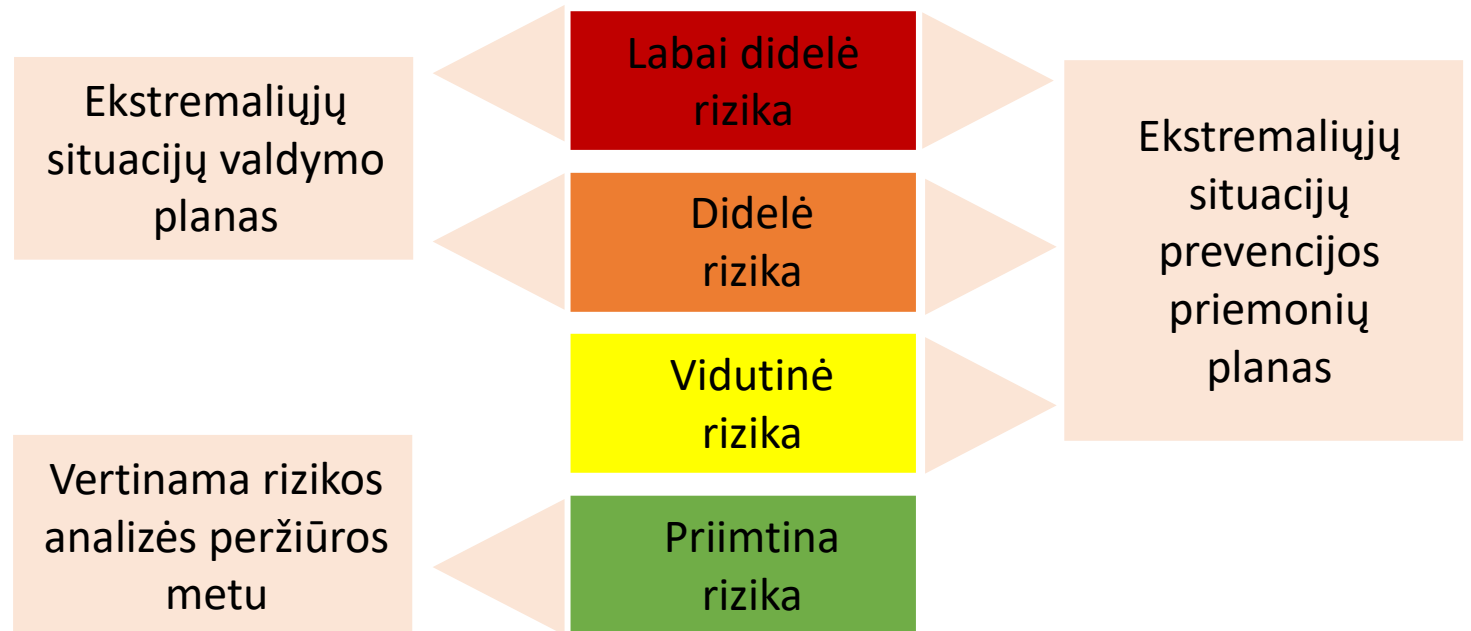 Ekstremaliųjų
situacijų valdymo
planas
Labai didelė
rizika
Didelė
rizika
Vidutinė
rizika
Priimtina
rizika
Ekstremaliųjų
situacijų
prevencijos
priemonių
planas
Vertinama rizikos
analizės peržiūros
metu